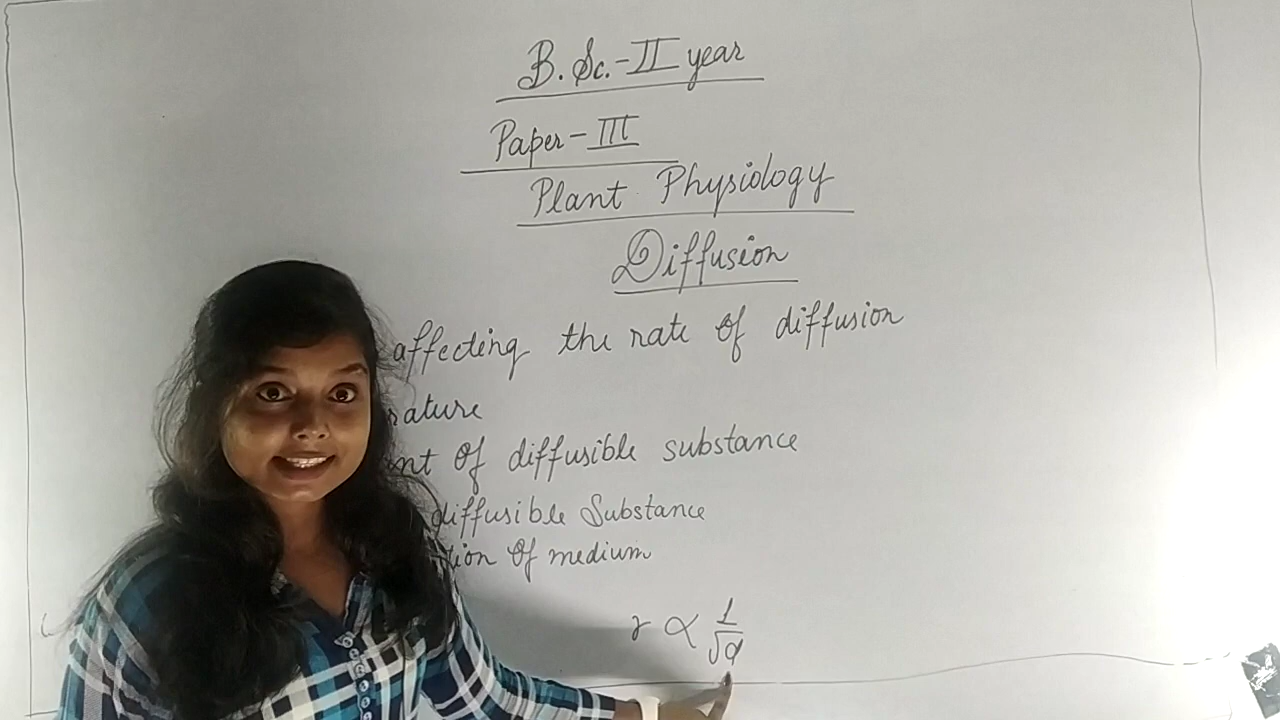 B. Sc.-II year
Paper-III
Plant Physiology
Diffusion
affecting the rate of diffusion
rature
nt of diffusible substance
diffusible Substance
tion of medium
r ∝ 1/√d